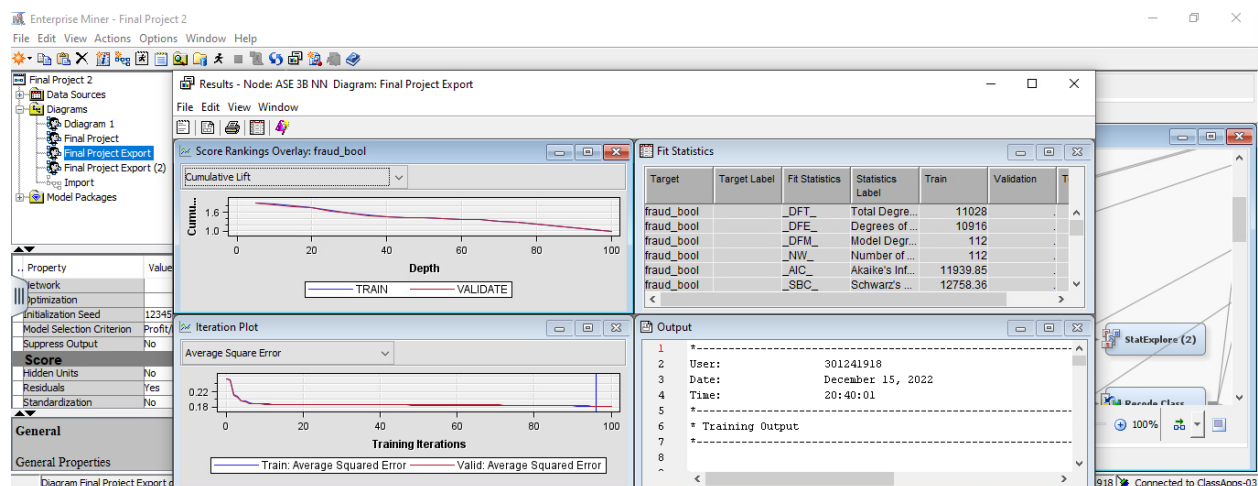 Enterprise Miner - Final Project 2
File Edit View Actions Options Window Help
Final Project 2
Data Sources
Diagrams
Ddiagram 1
Final Project
Final Project Export
Final Project Export (2)
Import
Model Packages
.. Property Value
Network
Optimization
Initialization Seed 12345
Model Selection Criterion Profit/
Suppress Output No
Score
Hidden Units No
Residuals Yes
Standardization No
General
General Properties
Diagram Final Project Export
Results - Node: ASE 3B NN Diagram: Final Project Export
File Edit View Window
Score Rankings Overlay: fraud_bool
Cumulative Lift
Cumu...
1.6
1.0
0 20 40 60 80 100
Depth
TRAIN VALIDATE
Fit Statistics
Target Target Label Fit Statistics Statistics Label Train Validation T
fraud_bool _DFT_ Total Degre... 11028 .
fraud_bool _DFE_ Degrees of ... 10916 .
fraud_bool _DFM_ Model Degr... 112 .
fraud_bool _NW_ Number of ... 112 .
fraud_bool _AIC_ Akaike's Inf... 11939.85 .
fraud_bool _SBC_ Schwarz's ... 12758.36 .
Iteration Plot
Average Square Error
0.22
0.18
0 20 40 60 80 100
Training Iterations
Train: Average Squared Error Valid: Average Squared Error
Output
1 *------------------------------------------------------------
2 User: 301241918
3 Date: December 15, 2022
4 Time: 20:40:01
5 *------------------------------------------------------------
6 * Training Output
7 *------------------------------------------------------------
8
StatExplore (2)
Recode Class
100%
918 Connected to ClassApps-03